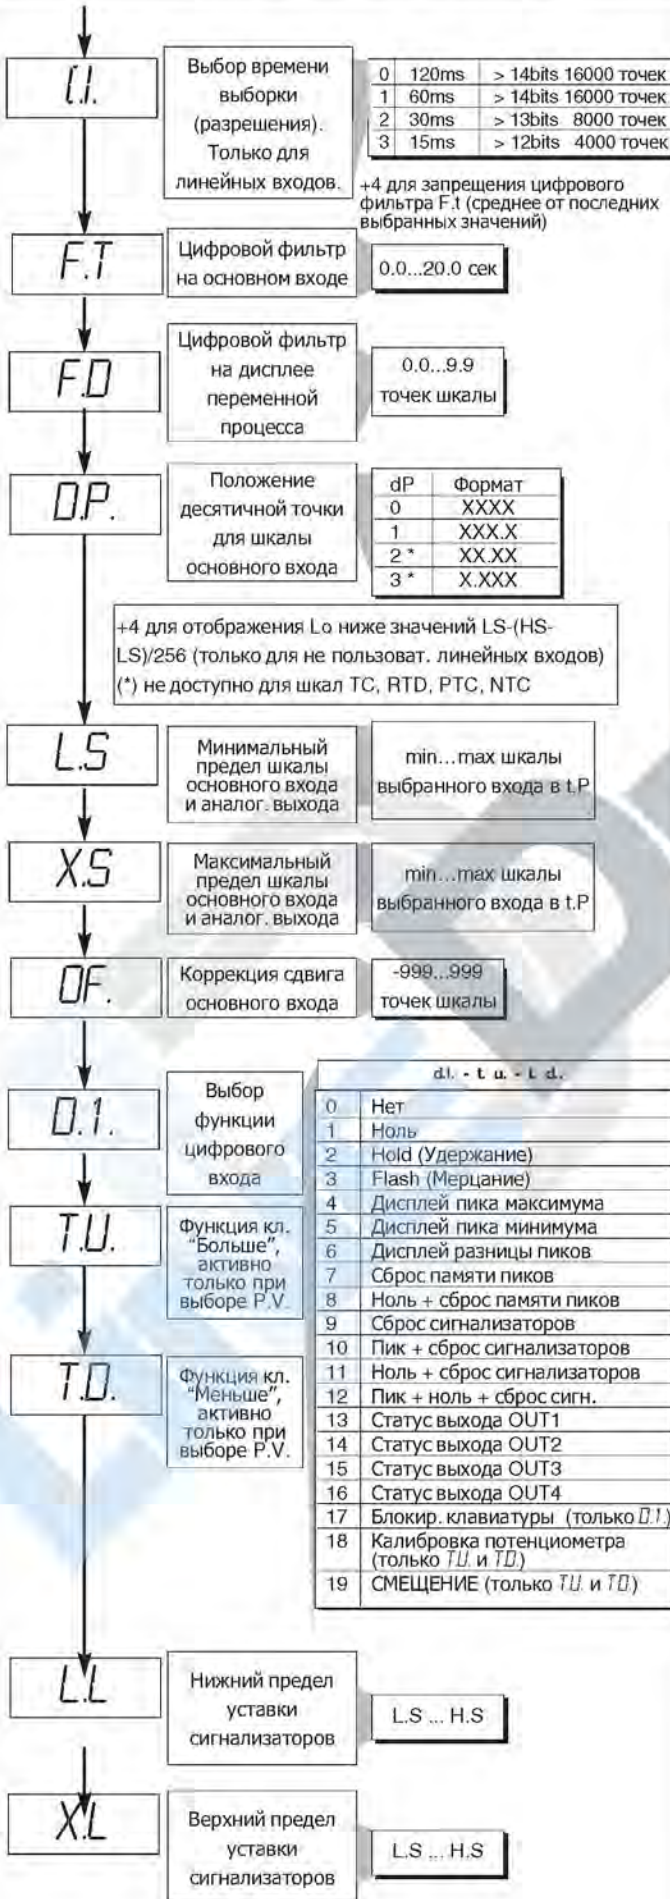 C.I.
Выбор времени
выборки
(разрешения).
Только для
линейных входов.
0 120ms > 14bits 16000 точек
1 60ms > 14bits 16000 точек
2 30ms > 13bits 8000 точек
3 15ms > 12bits 4000 точек
+4 для запрещения цифрового
фильтра F.t (среднее от последних
выбранных значений)
F.T
Цифровой фильтр
на основном входе
0.0...20.0 сек
F.D
Цифровой фильтр
на дисплее
переменной
процесса
0.0...9.9
точек шкалы
D.P.
Положение
десятичной точки
для шкалы
основного входа
dP Формат
0 XXXX
1 XXX.X
2 * XX.XX
3 * X.XXX
+4 для отображения Lo ниже значений LS-(HS-
LS)/256 (только для не пользоват. линейных входов)
(*) не доступно для шкал TC, RTD, PTC, NTC
L.S
Минимальный
предел шкалы
основного входа
и аналог. выхода
min...max шкалы
выбранного входа в t.P
X.S
Максимальный
предел шкалы
основного входа
и аналог. выхода
min...max шкалы
выбранного входа в t.P
OF.
Коррекция сдвига
основного входа
-999...999
точек шкалы
D.1.
Выбор
функции
цифрового
входа
d.I. - t. u. - t. d.
0 Нет
1 Ноль
2 Hold (Удержание)
3 Flash (Мерцание)
4 Дисплей пика максимума
5 Дисплей пика минимума
6 Дисплей разницы пиков
7 Сброс памяти пиков
8 Ноль + сброс памяти пиков
9 Сброс сигнализаторов
10 Пик + сброс сигнализаторов
11 Ноль + сброс сигнализаторов
12 Пик + ноль + сброс сигн.
13 Статус выхода OUT1
14 Статус выхода OUT2
15 Статус выхода OUT3
16 Статус выхода OUT4
17 Блокир. клавиатуры (только D.1.)
18 Калибровка потенциометра
(только T.U. и T.D.)
19 СМЕЩЕНИЕ (только T.U. и T.D.)
T.U.
Функция кл.
"Больше",
активно
только при
выборе P.V.
T.D.
Функция кл.
"Меньше",
активно
только при
выборе P.V.
L.L
Нижний предел
уставки
сигнализаторов
L.S ... H.S
X.L
Верхний предел
уставки
сигнализаторов
L.S ... H.S